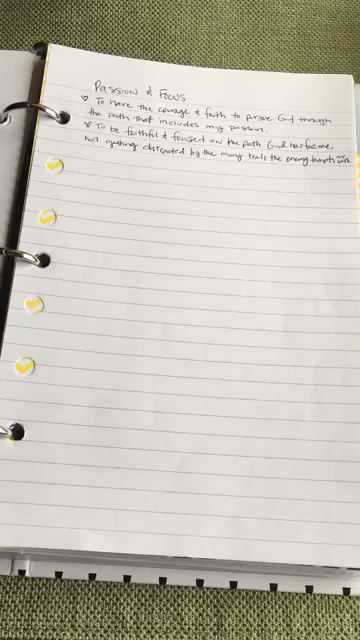 Passion & Focus
♡ To have the courage & faith to pursue God through
the path that includes my passion.
♡ To be faithful & focused on the path God has for me,
not getting distracted by the many trails the enemy tempts me with